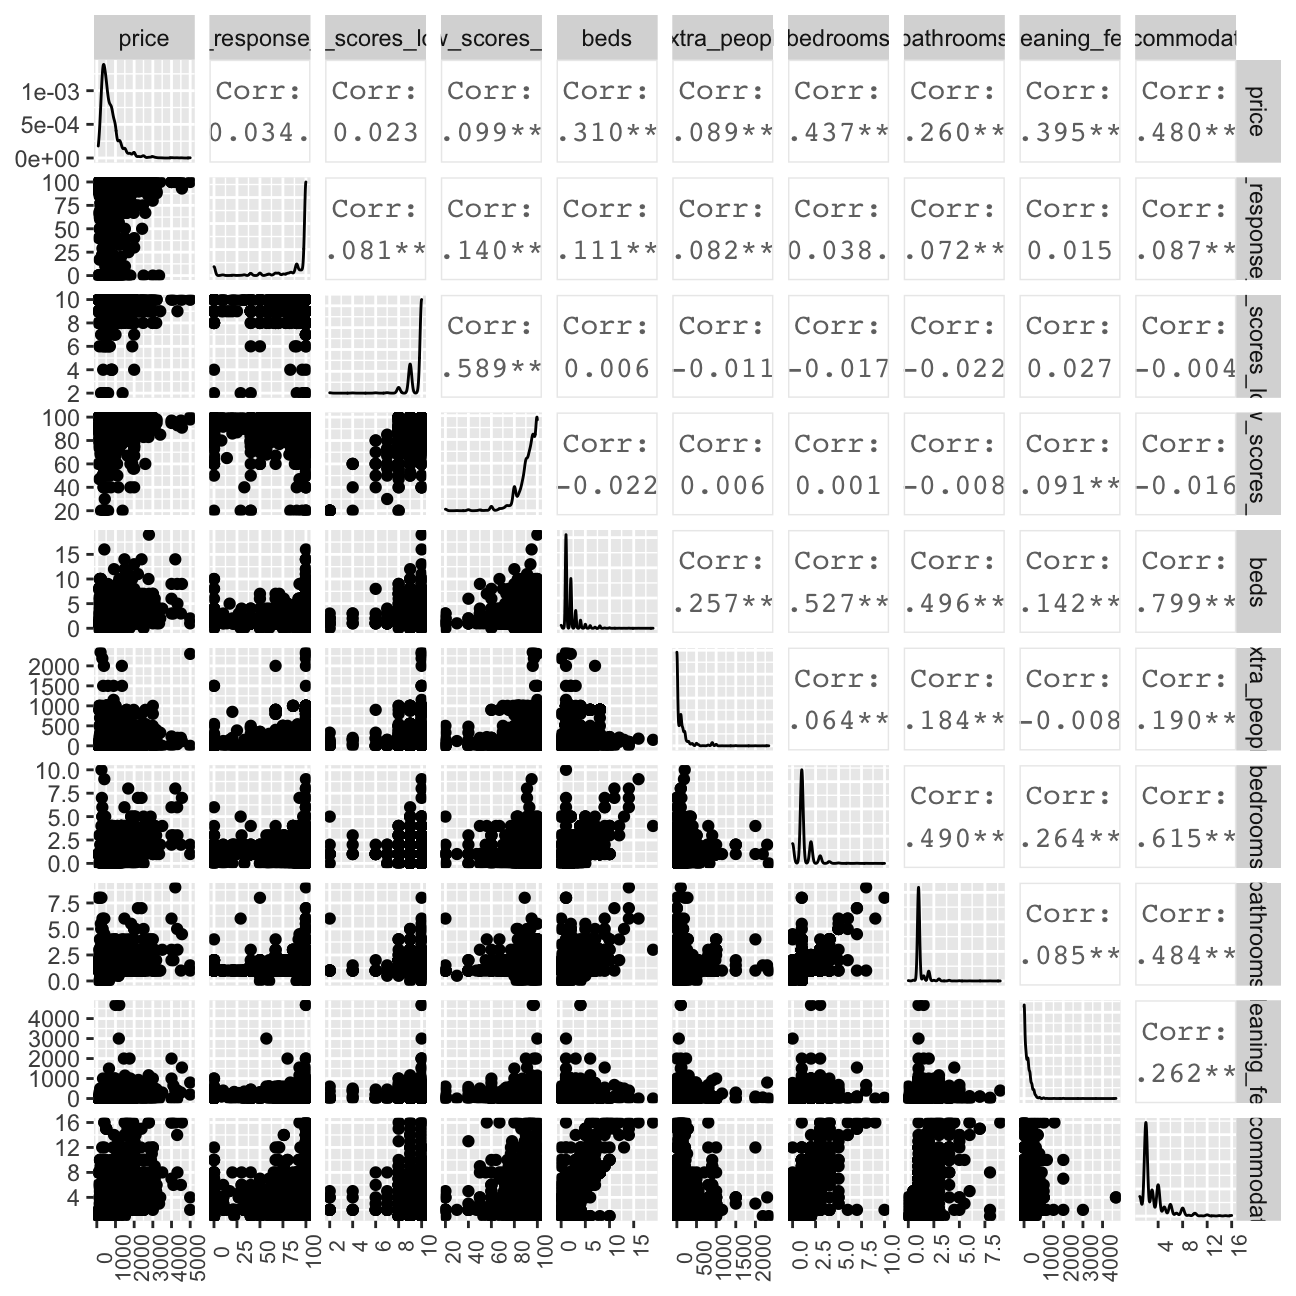 price _response_ _scores_lo w_scores_ beds xtra_peopl bedrooms bathrooms eaning_fe commodat
1e-03 5e-04 0e+00 Corr: Corr: Corr: Corr: Corr: Corr: Corr: Corr: Corr: price
0.034. 0.023 .099** .310** .089** .437** .260** .395** .480**
100 75 50 25 0 Corr: Corr: Corr: Corr: Corr: Corr: Corr: Corr: _response_
.081** .140** .111** .082** 0.038. .072** 0.015 .087**
10 8 6 4 2 Corr: Corr: Corr: Corr: Corr: Corr: Corr: _scores_lo
.589** 0.006 -0.011 -0.017 -0.022 0.027 -0.004
100 80 60 40 20 Corr: Corr: Corr: Corr: Corr: Corr: w_scores_
-0.022 0.006 0.001 -0.008 .091** -0.016
15 10 5 0 Corr: Corr: Corr: Corr: Corr: beds
.257** .527** .496** .142** .799**
2000 1500 1000 500 0 Corr: Corr: Corr: Corr: xtra_peopl
.064** .184** -0.008 .190**
10.0 7.5 5.0 2.5 0.0 Corr: Corr: Corr: bedrooms
.490** .264** .615**
7.5 5.0 2.5 0.0 Corr: Corr: bathrooms
.085** .484**
4000 3000 2000 1000 0 Corr: eaning_fe
.262**
16 12 8 4 commodat
0 1000 2000 3000 4000 5000 0 25 50 75 100 2 4 6 8 10 20 40 60 80 100 0 5 10 15 0 500 1000 1500 2000 0.0 2.5 5.0 7.5 10.0 0.0 2.5 5.0 7.5 0 1000 2000 3000 4000 4 8 12 16